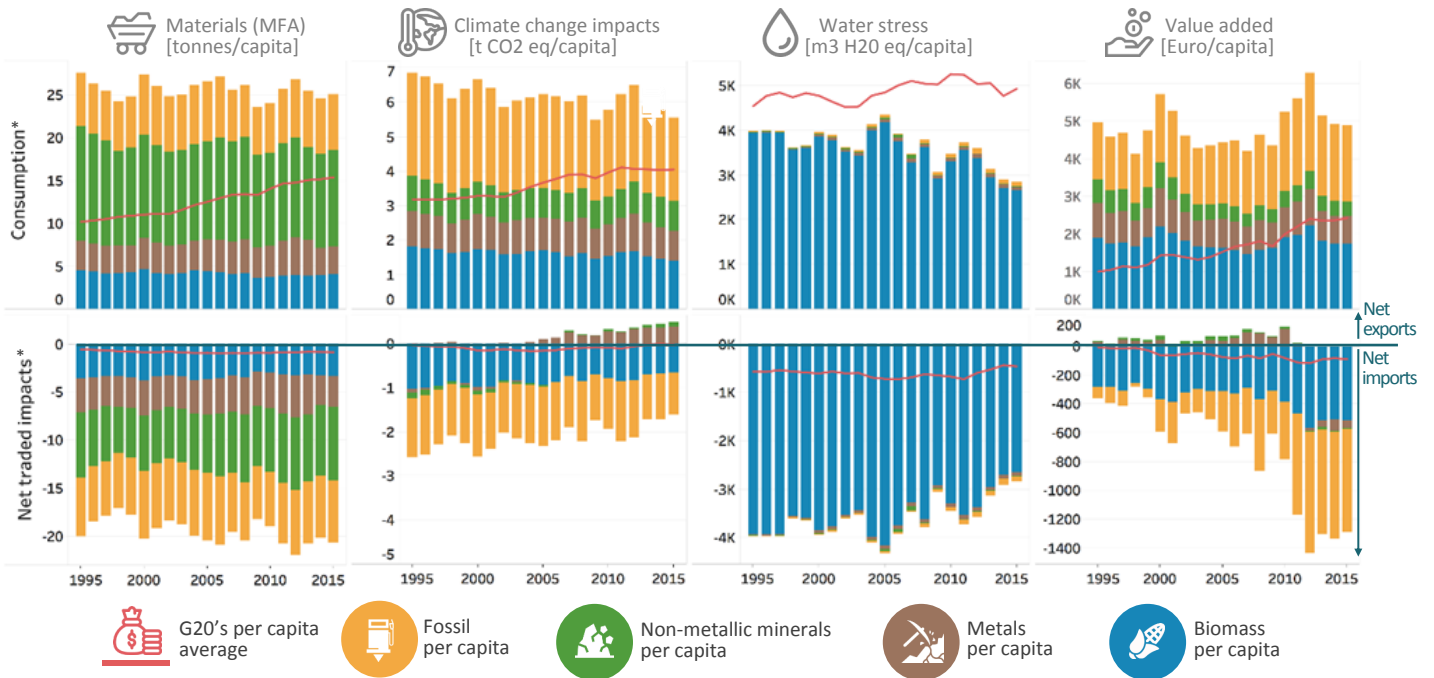 Materials (MFA)
[tonnes/capita]
Climate change impacts
[t CO2 eq/capita]
Water stress
[m3 H20 eq/capita]
Value added
[Euro/capita]
Consumption*
25
20
15
10
5
0
7
6
5
4
3
2
1
0
5K
4K
3K
2K
1K
0K
6K
5K
4K
3K
2K
1K
0K
Net traded impacts*
0
-5
-10
-15
-20
0
-1
-2
-3
-4
-5
0K
-1K
-2K
-3K
-4K
200
0
-200
-400
-600
-800
-1000
-1200
-1400
Net
exports
Net
imports
1995 2000 2005 2010 2015
1995 2000 2005 2010 2015
1995 2000 2005 2010 2015
1995 2000 2005 2010 2015
$
G20's per capita
average
Fossil
per capita
Non-metallic minerals
per capita
Metals
per capita
Biomass
per capita